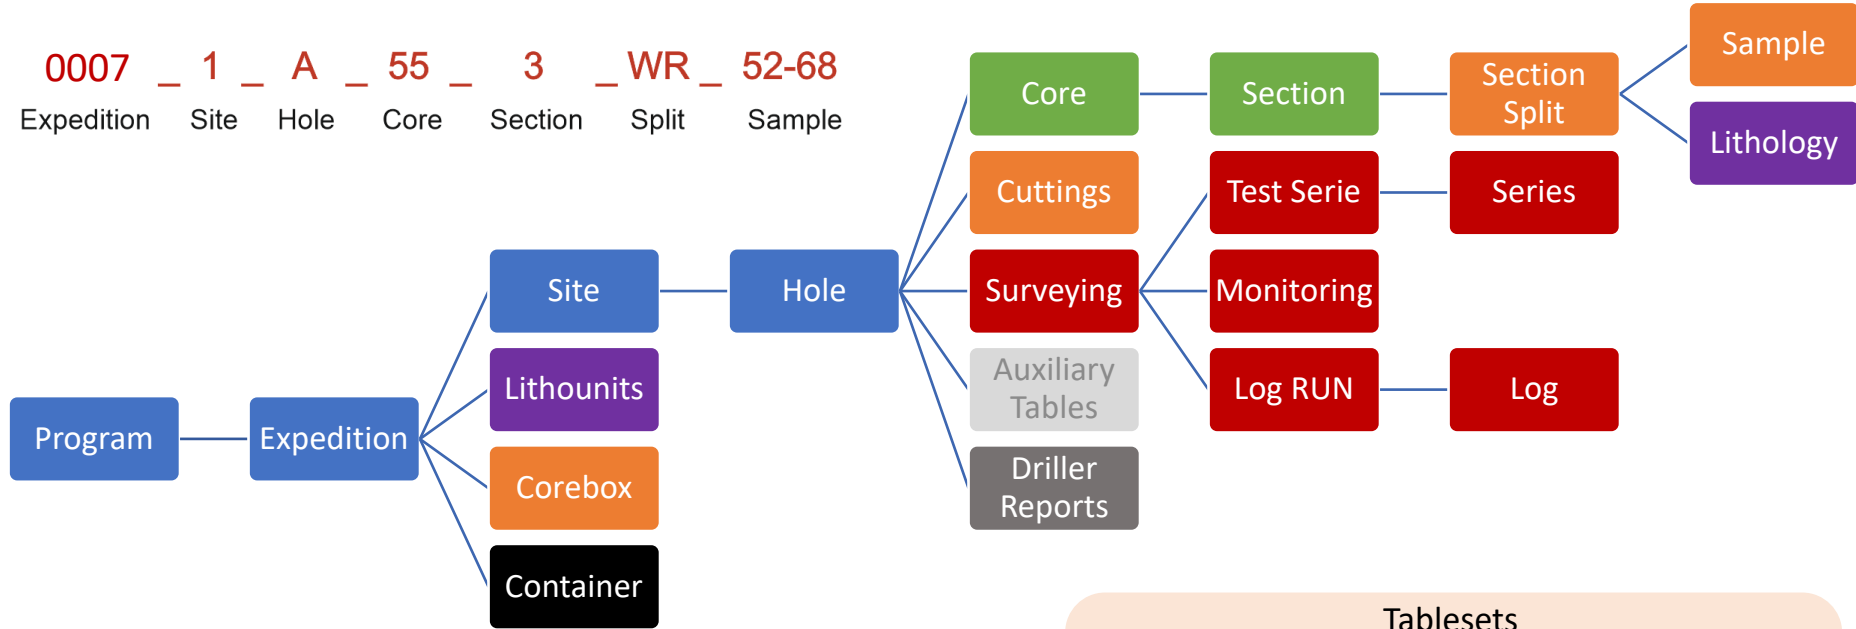 0007 _ 1 _ A _ 55 _ 3 _ WR _ 52-68
Expedition Site Hole Core Section Split Sample
Program
Expedition
Site
Lithounits
Corebox
Container
Hole
Core
Cuttings
Surveying
Auxiliary
Tables
Driller
Reports
Section
Test Serie
Monitoring
Log RUN
Section
Split
Series
Log
Sample
Lithology
Tablesets